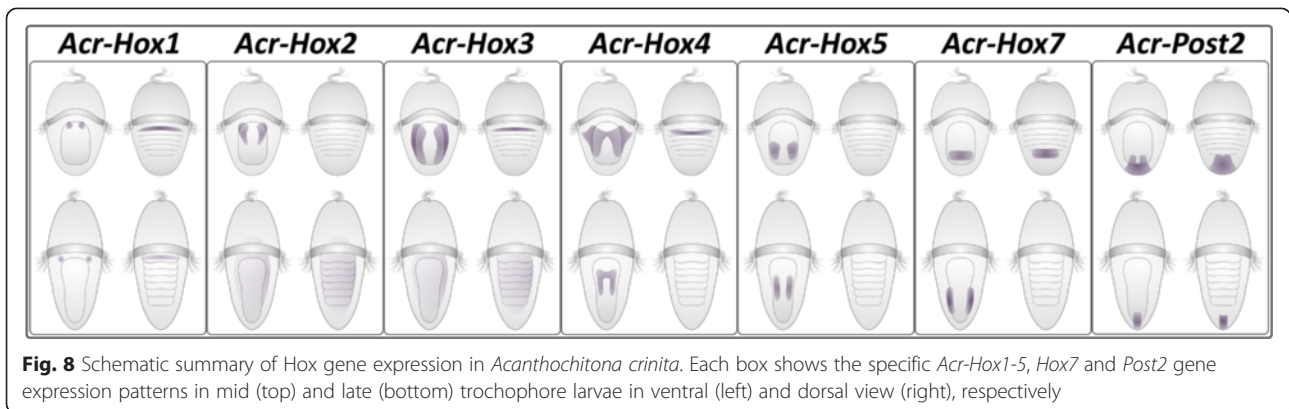 Acr-Hox1 Acr-Hox2 Acr-Hox3 Acr-Hox4 Acr-Hox5 Acr-Hox7 Acr-Post2
Fig. 8 Schematic summary of Hox gene expression in Acanthochitona crinita. Each box shows the specific Acr-Hox1-5, Hox7 and Post2 gene
expression patterns in mid (top) and late (bottom) trochophore larvae in ventral (left) and dorsal view (right), respectively